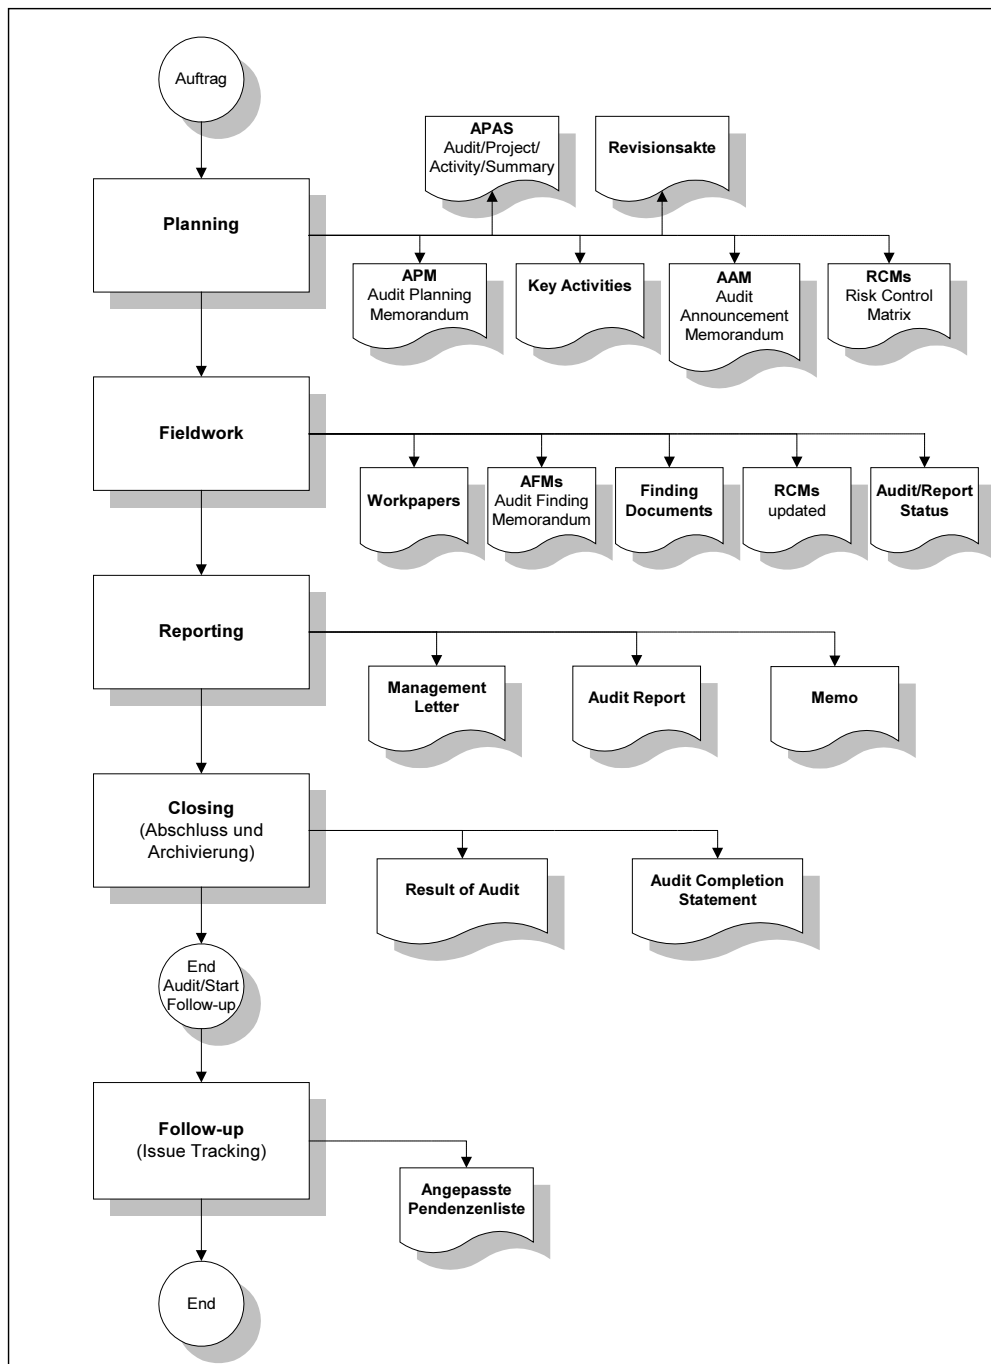 Auftrag
APAS
Audit/Project/
Activity/Summary
Revisionsakte
Planning
APM
Audit Planning
Memorandum
Key Activities
AAM
Audit
Announcement
Memorandum
RCMs
Risk Control
Matrix
Fieldwork
Workpapers
AFMs
Audit Finding
Memorandum
Finding
Documents
RCMs
updated
Audit/Report
Status
Reporting
Management
Letter
Audit Report
Memo
Closing
(Abschluss und
Archivierung)
Result of Audit
Audit Completion
Statement
End
Audit/Start
Follow-up
Follow-up
(Issue Tracking)
Angepasste
Pendenzenliste
End